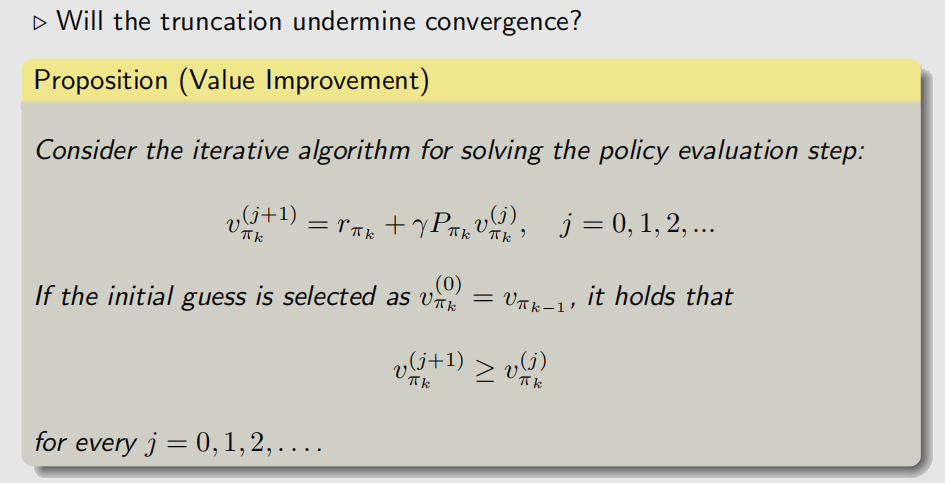 ▷ Will the truncation undermine convergence?
Proposition (Value Improvement)
Consider the iterative algorithm for solving the policy evaluation step:
$v_{\pi_k}^{(j+1)} = r_{\pi_k} + \gamma P_{\pi_k} v_{\pi_k}^{(j)}, \quad j = 0, 1, 2, ...$
If the initial guess is selected as $v_{\pi_k}^{(0)} = v_{\pi_{k-1}}$, it holds that
$v_{\pi_k}^{(j+1)} \geq v_{\pi_k}^{(j)}$
for every $j = 0, 1, 2, \ldots.$